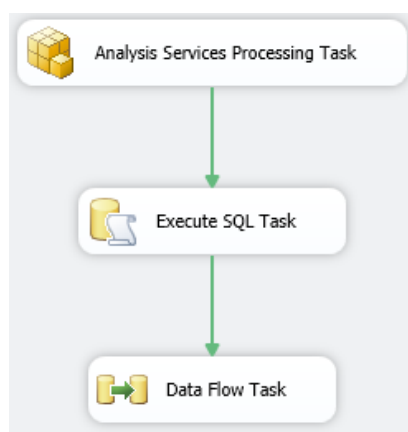 Analysis Services Processing Task
Execute SQL Task
Data Flow Task